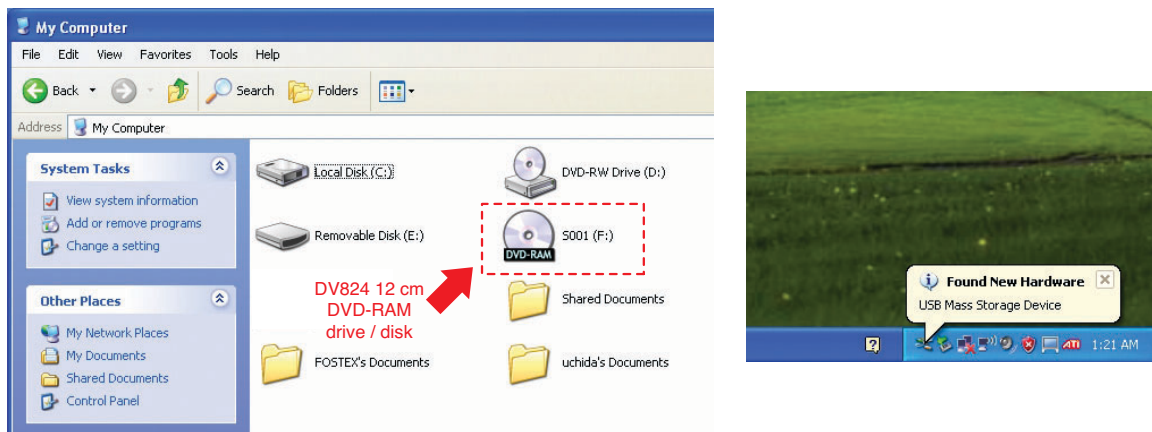 My Computer
File Edit View Favorites Tools Help
Back Search Folders
Address My Computer
System Tasks
View system information
Add or remove programs
Change a setting
Other Places
My Network Places
My Documents
Shared Documents
Control Panel
Local Disk (C:)
DVD-RW Drive (D:)
Removable Disk (E:)
DVD-RAM
S001 (F:)
DV824 12 cm
DVD-RAM
drive / disk
Shared Documents
FOSTEX's Documents
uchida's Documents
Found New Hardware
USB Mass Storage Device
ATI 1:21 AM